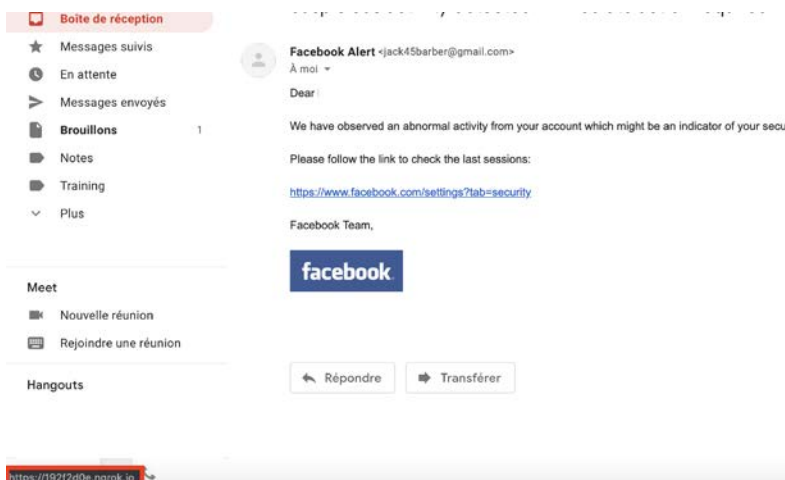 Boîte de réception
Messages suivis
En attente
Messages envoyés
Brouillons 1
Notes
Training
Plus
Meet
Nouvelle réunion
Rejoindre une réunion
Hangouts
Facebook Alert <jack45barber@gmail.com>
À moi
Dear
We have observed an abnormal activity from your account which might be an indicator of your secu
Please follow the link to check the last sessions:
https://www.facebook.com/settings?tab=security
Facebook Team,
facebook
Répondre
Transférer
https://192f2d0e.ngrok.io